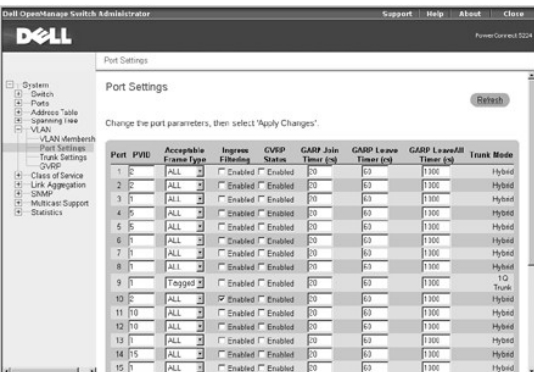 Dell OpenManage Switch Administrator Support Help About Close
DELL
PowerConnect 5224
Port Settings
System
Switch
Ports
Address Table
Spanning Tree
VLAN
VLAN Membersh
Port Settings
Trunk Settings
GVRP
Class of Service
Link Aggregation
SNMP
Multicast Support
Statistics
Port Settings
Refresh
Change the port parameters, then select 'Apply Changes'.
Port PVID Acceptable Frame Type Ingress Filtering GVRP Status GARP Join Timer (cs) GARP Leave Timer (cs) GARP LeaveAll Timer (cs) Trunk Mode
1 2 ALL Enabled Enabled 20 60 1000 Hybrid
2 2 ALL Enabled Enabled 20 60 1000 Hybrid
3 1 ALL Enabled Enabled 20 60 1000 Hybrid
4 5 ALL Enabled Enabled 20 60 1000 Hybrid
5 5 ALL Enabled Enabled 20 60 1000 Hybrid
6 1 ALL Enabled Enabled 20 60 1000 Hybrid
7 1 ALL Enabled Enabled 20 60 1000 Hybrid
8 1 ALL Enabled Enabled 20 60 1000 Hybrid
9 1 Tagged Enabled Enabled 20 60 1000 1Q Trunk
10 2 ALL Enabled Enabled 20 60 1000 Hybrid
11 10 ALL Enabled Enabled 20 60 1000 Hybrid
12 10 ALL Enabled Enabled 20 60 1000 Hybrid
13 1 ALL Enabled Enabled 20 60 1000 Hybrid
14 15 ALL Enabled Enabled 20 60 1000 Hybrid
15 1 ALL Enabled Enabled 20 60 1000 Hybrid